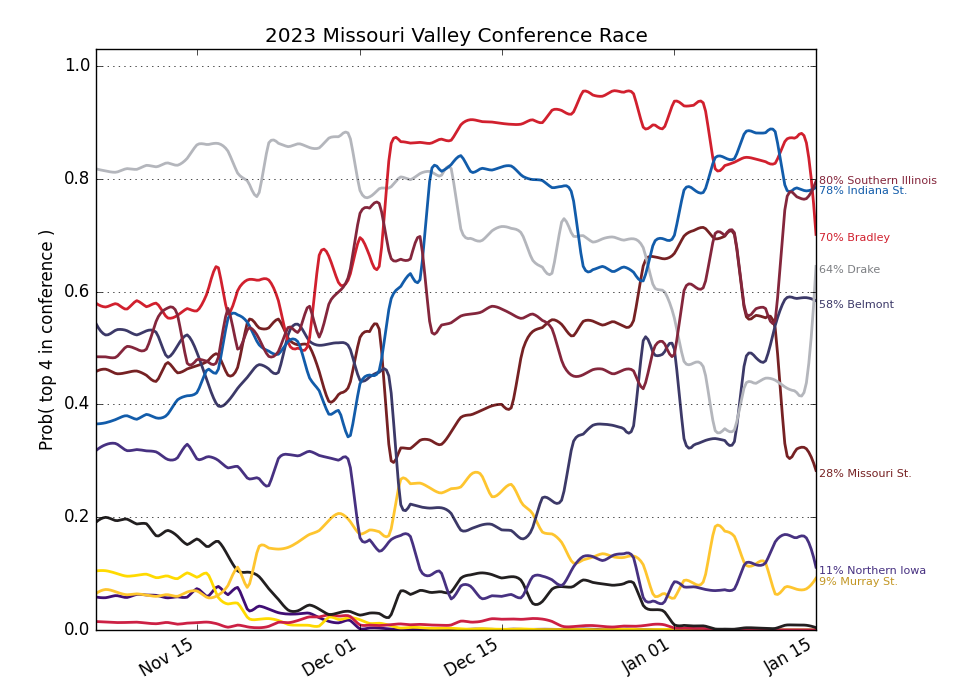 2023 Missouri Valley Conference Race
Prob( top 4 in conference )
1.0
0.8
0.6
0.4
0.2
0.0
80% Southern Illinois
78% Indiana St.
70% Bradley
64% Drake
58% Belmont
28% Missouri St.
11% Northern Iowa
9% Murray St.
Nov 15
Dec 01
Dec 15
Jan 01
Jan 15